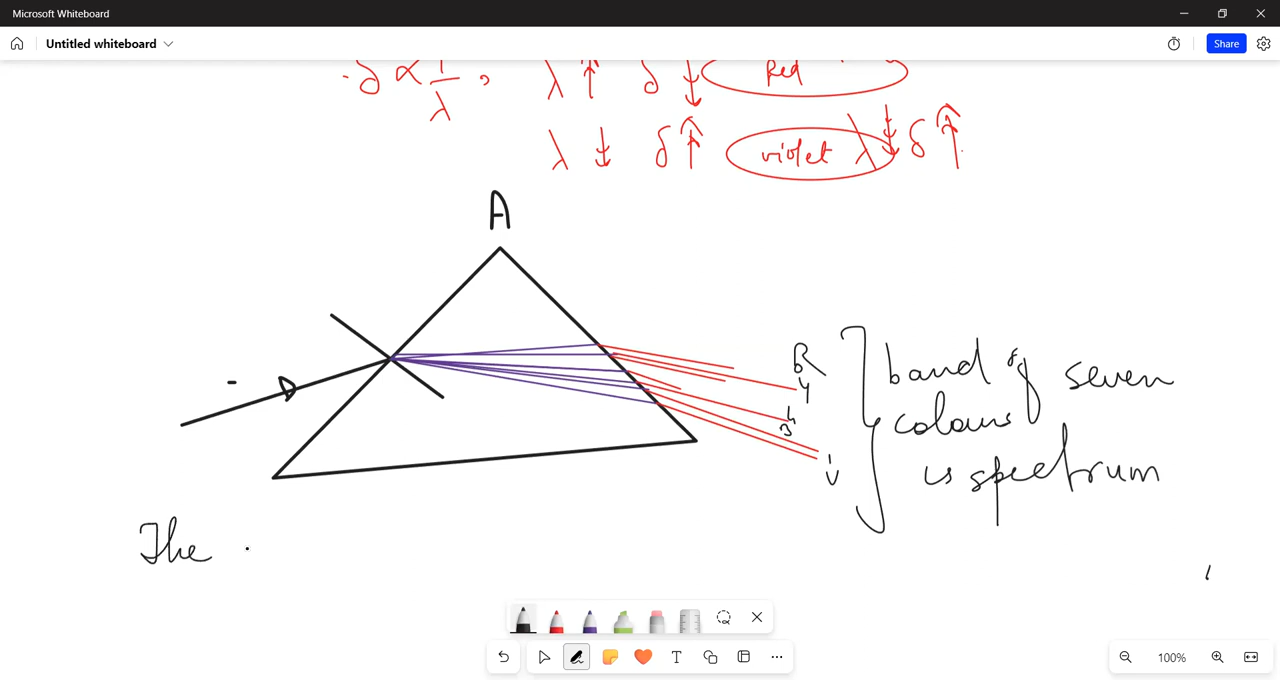 Microsoft Whiteboard
Untitled whiteboard
Share
δ ∝ 1/λ , λ ↑ δ ↓ Red
λ ↓ δ ↑ violet λ ↓ δ ↑
A
R
Y
V
band of seven
colours
is spectrum
The
T
100%